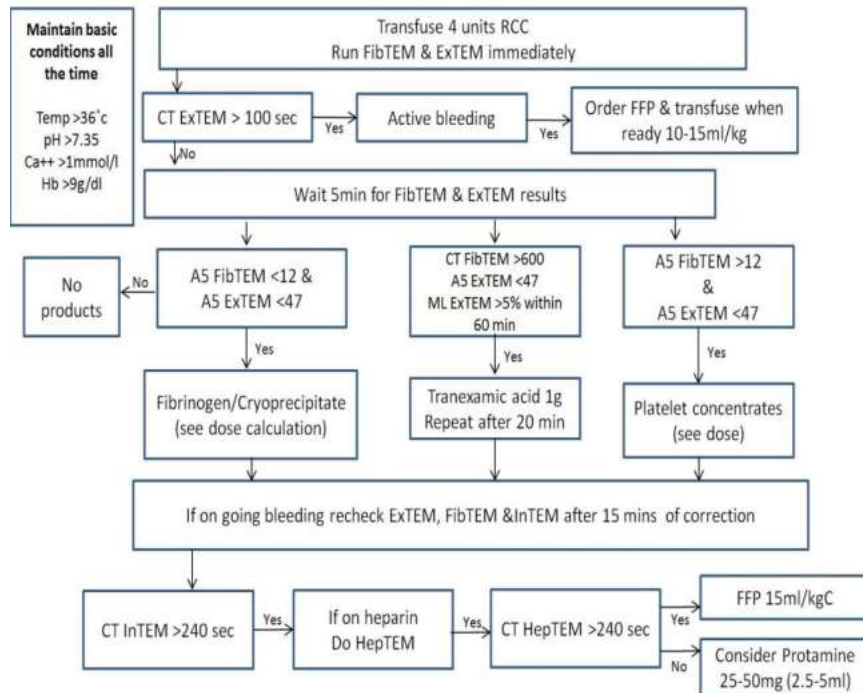 Maintain basic
conditions all
the time
Temp >36˚c
pH >7.35
Ca++ >1mmol/l
Hb >9g/dl
Transfuse 4 units RCC
Run FibTEM & ExTEM immediately
CT ExTEM > 100 sec
Yes
Active bleeding
Yes
Order FFP & transfuse when
ready 10-15ml/kg
No
Wait 5min for FibTEM & ExTEM results
No
products
No
A5 FibTEM <12 &
A5 ExTEM <47
CT FibTEM >600
A5 ExTEM <47
ML ExTEM >5% within
60 min
A5 FibTEM >12
&
A5 ExTEM <47
Yes
Yes
Yes
Fibrinogen/Cryoprecipitate
(see dose calculation)
Tranexamic acid 1g
Repeat after 20 min
Platelet concentrates
(see dose)
If on going bleeding recheck ExTEM, FibTEM &InTEM after 15 mins of correction
CT InTEM >240 sec
Yes
If on heparin
Do HepTEM
Yes
CT HepTEM >240 sec
Yes
FFP 15ml/kgC
No
Consider Protamine
25-50mg (2.5-5ml)